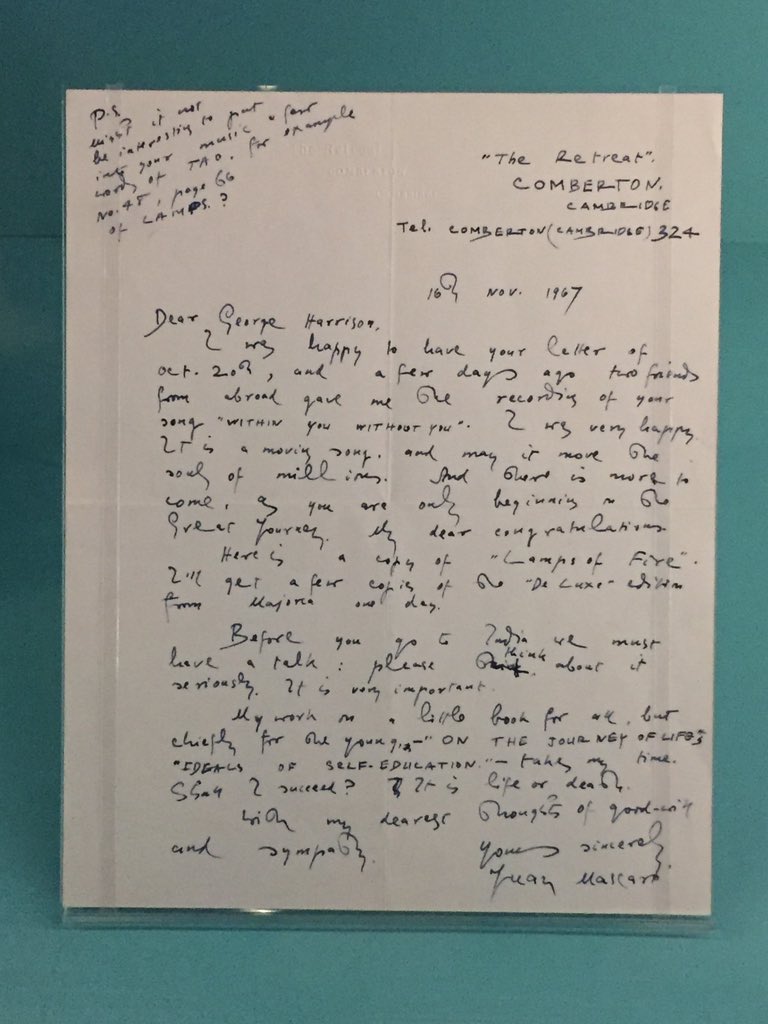 P.S.
might it not
be interesting to put
into your music a few
words of TAO. for example
No. 48, page 66
of LAMPS.?
"The Retreat".
COMBERTON.
CAMBRIDGE
Tel. COMBERTON (CAMBRIDGE) 324
16th Nov. 1967
Dear George Harrison,
I was happy to have your letter of
Oct. 20th, and a few days ago two friends
from abroad gave me the recording of your
song "WITHIN YOU WITHOUT YOU". I was very happy.
It is a moving song. and may it move the
souls of millions. And there is more to
come, as you are only beginning on the
Great Journey. My dear congratulations
Here is a copy of "Lamps of Fire".
I'll get a few copies of the "De Luxe" edition
from Majorca one day.
Before you go to India we must
have a talk: please think about it
seriously. It is very important.
My work on a little book for all, but
chiefly for the young, — "ON THE JOURNEY OF LIFE:
"IDEALS OF SELF-EDUCATION." — takes my time.
Shall I succeed? It is life or death.
With my dearest thoughts of good-will
and sympathy. Yours sincerely,
Juan Mascaró